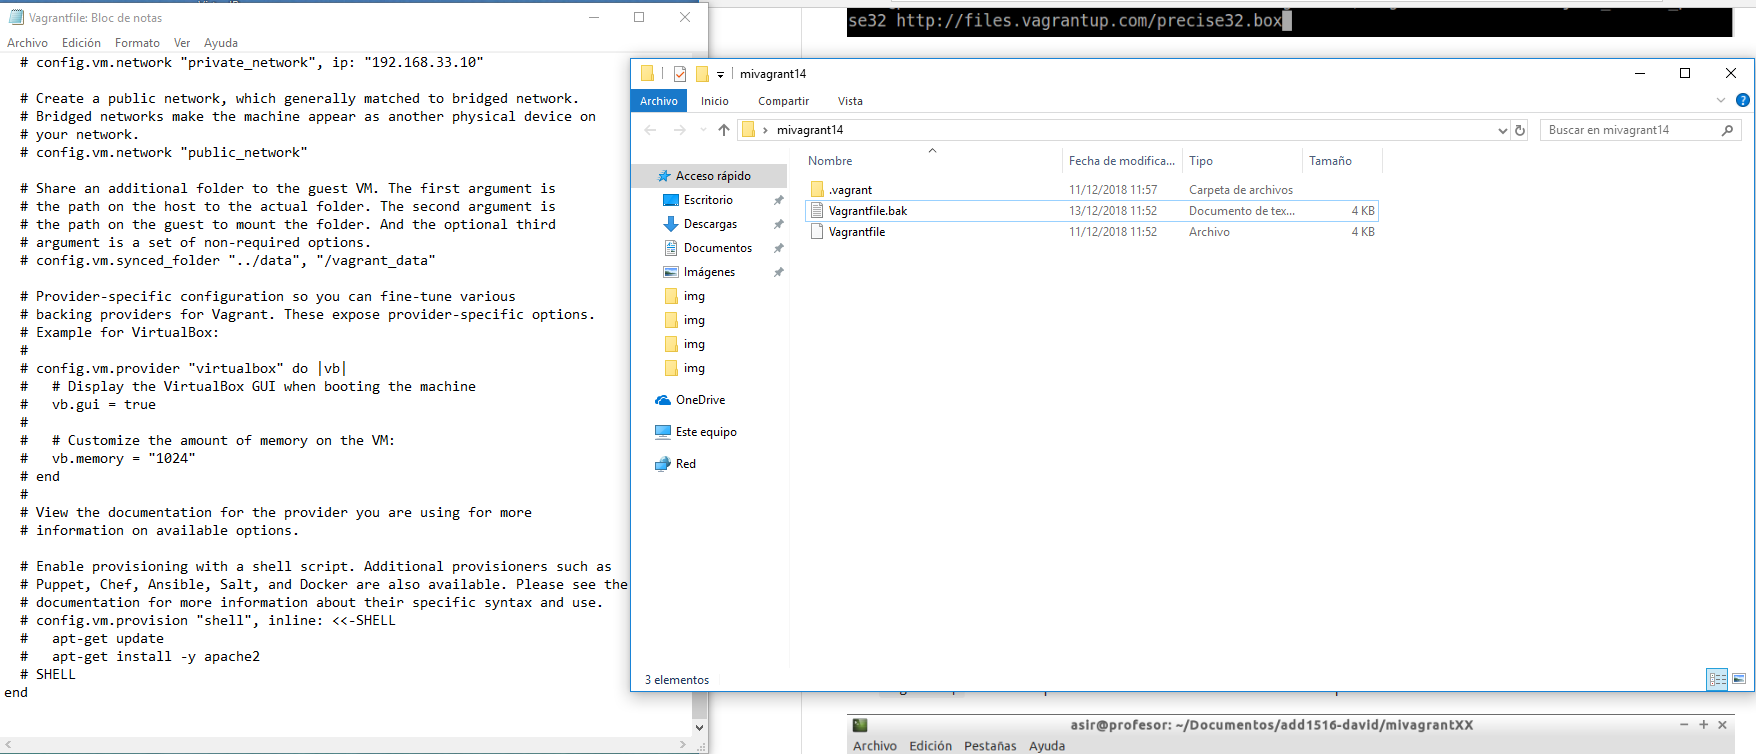 Vagrantfile: Bloc de notas
Archivo Edición Formato Ver Ayuda
# config.vm.network "private_network", ip: "192.168.33.10"
# Create a public network, which generally matched to bridged network.
# Bridged networks make the machine appear as another physical device on
# your network.
# config.vm.network "public_network"
# Share an additional folder to the guest VM. The first argument is
# the path on the host to the actual folder. The second argument is
# the path on the guest to mount the folder. And the optional third
# argument is a set of non-required options.
# config.vm.synced_folder "../data", "/vagrant_data"
# Provider-specific configuration so you can fine-tune various
# backing providers for Vagrant. These expose provider-specific options.
# Example for VirtualBox:
#
# config.vm.provider "virtualbox" do |vb|
#   # Display the VirtualBox GUI when booting the machine
#   vb.gui = true
#
#   # Customize the amount of memory on the VM:
#   vb.memory = "1024"
# end
#
# View the documentation for the provider you are using for more
# information on available options.
# Enable provisioning with a shell script. Additional provisioners such as
# Puppet, Chef, Ansible, Salt, and Docker are also available. Please see the
# documentation for more information about their specific syntax and use.
# config.vm.provision "shell", inline: <<-SHELL
#   apt-get update
#   apt-get install -y apache2
# SHELL
end
se32 http://files.vagrantup.com/precise32.box
mivagrant14
Archivo Inicio Compartir Vista
mivagrant14
Buscar en mivagrant14
Acceso rápido
Escritorio
Descargas
Documentos
Imágenes
img
img
img
img
OneDrive
Este equipo
Red
Nombre Fecha de modifica... Tipo Tamaño
.vagrant 11/12/2018 11:57 Carpeta de archivos
Vagrantfile.bak 13/12/2018 11:52 Documento de tex... 4 KB
Vagrantfile 11/12/2018 11:52 Archivo 4 KB
3 elementos
asir@profesor: ~/Documentos/add1516-david/mivagrantXX
Archivo Edición Pestañas Ayuda